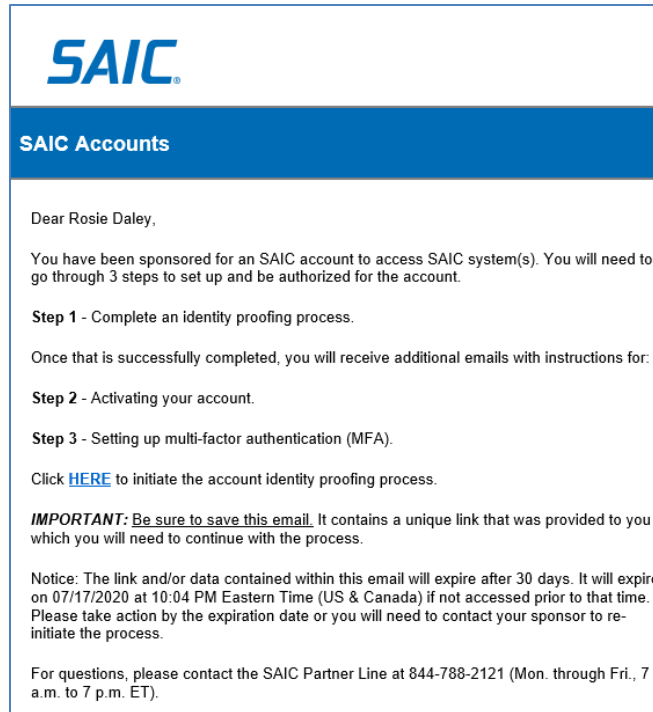 SAIC®
SAIC Accounts
Dear Rosie Daley,
You have been sponsored for an SAIC account to access SAIC system(s). You will need to
go through 3 steps to set up and be authorized for the account.
Step 1 - Complete an identity proofing process.
Once that is successfully completed, you will receive additional emails with instructions for:
Step 2 - Activating your account.
Step 3 - Setting up multi-factor authentication (MFA).
Click HERE to initiate the account identity proofing process.
IMPORTANT: Be sure to save this email. It contains a unique link that was provided to you
which you will need to continue with the process.
Notice: The link and/or data contained within this email will expire after 30 days. It will expire
on 07/17/2020 at 10:04 PM Eastern Time (US & Canada) if not accessed prior to that time.
Please take action by the expiration date or you will need to contact your sponsor to re-
initiate the process.
For questions, please contact the SAIC Partner Line at 844-788-2121 (Mon. through Fri., 7
a.m. to 7 p.m. ET).